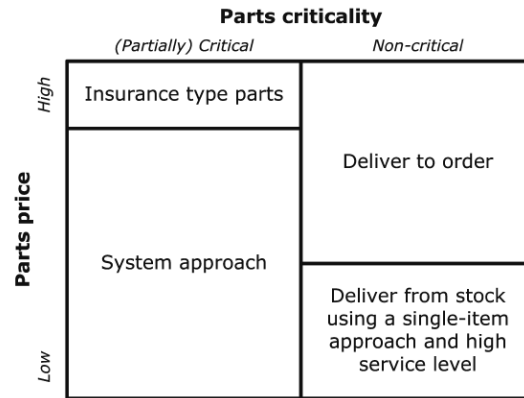 Parts criticality
(Partially) Critical
Non-critical
Parts price
High
Low
Insurance type parts
System approach
Deliver to order
Deliver from stock
using a single-item
approach and high
service level